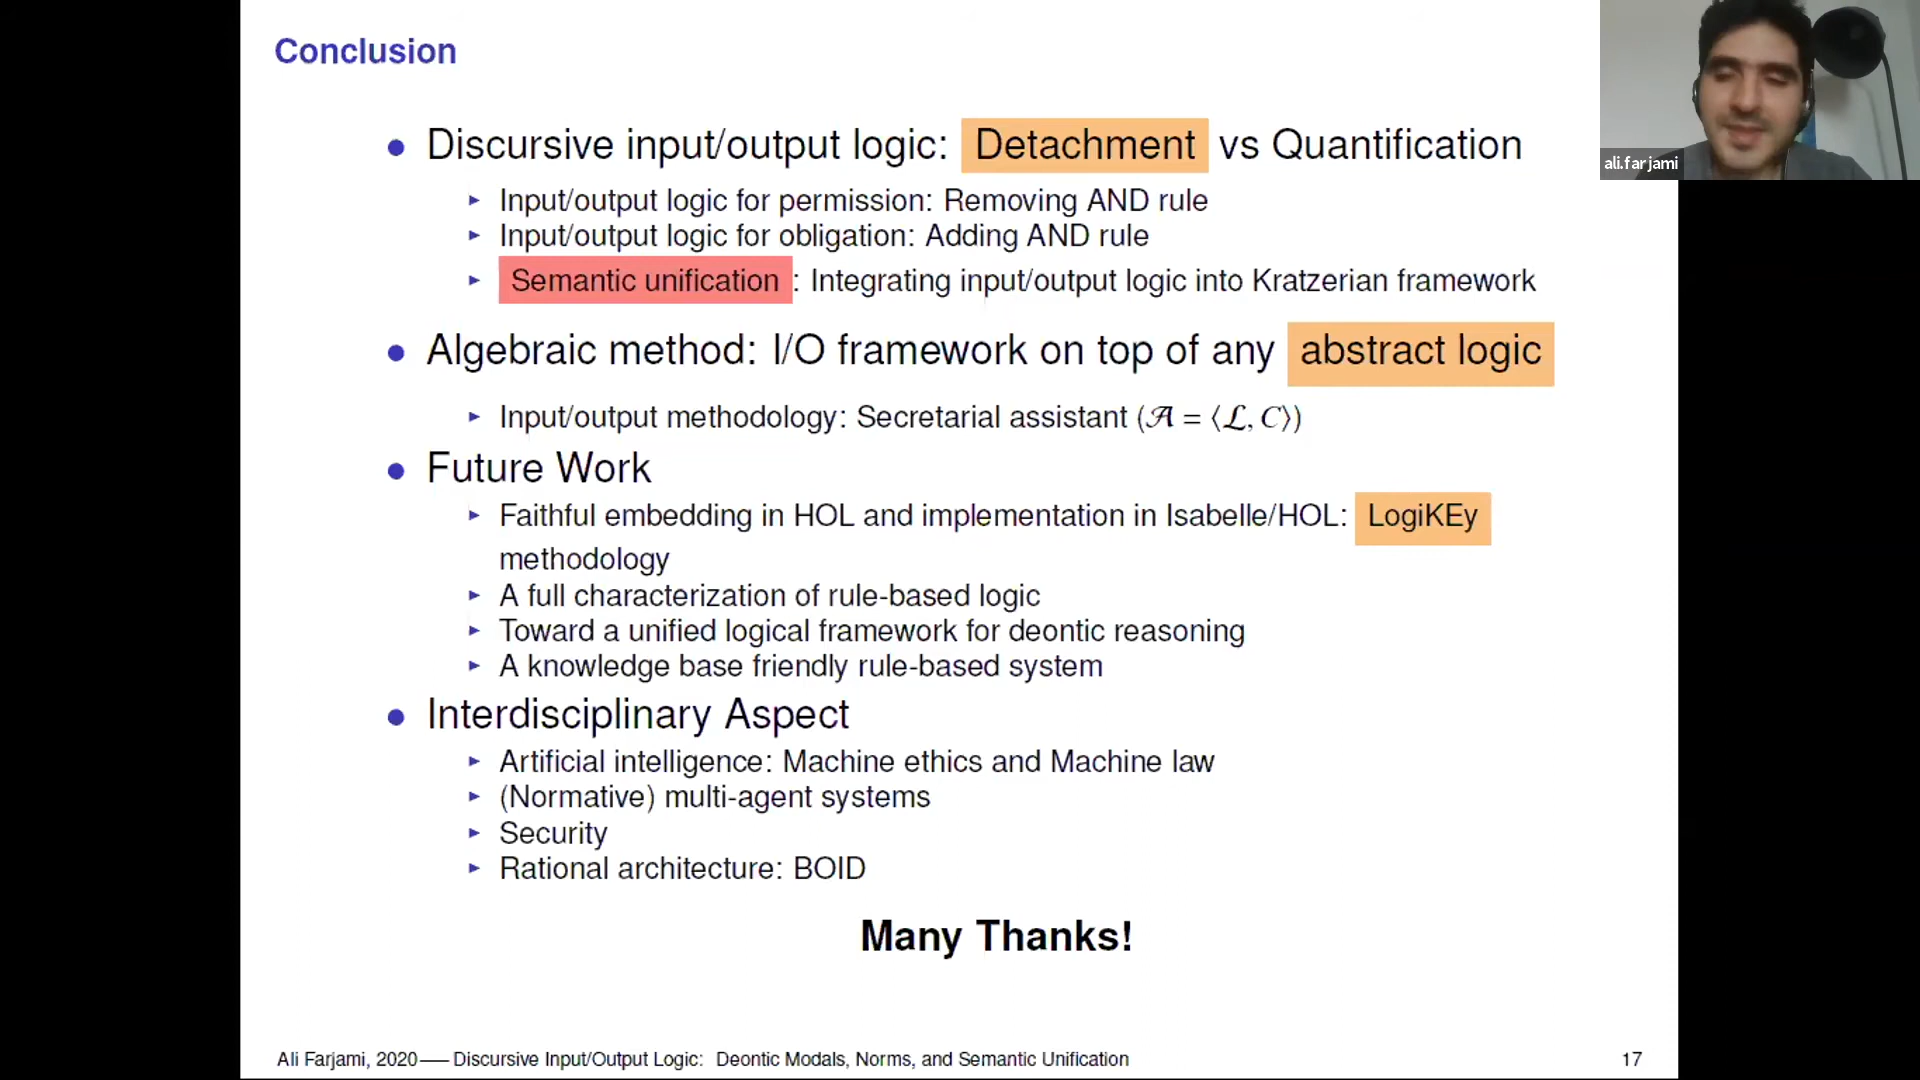 Conclusion
ali.farjami
• Discursive input/output logic: Detachment vs Quantification
▸ Input/output logic for permission: Removing AND rule
▸ Input/output logic for obligation: Adding AND rule
▸ Semantic unification : Integrating input/output logic into Kratzerian framework
• Algebraic method: I/O framework on top of any abstract logic
▸ Input/output methodology: Secretarial assistant (𝒜 = ⟨ℒ, C⟩)
• Future Work
▸ Faithful embedding in HOL and implementation in Isabelle/HOL: LogiKEy
methodology
▸ A full characterization of rule-based logic
▸ Toward a unified logical framework for deontic reasoning
▸ A knowledge base friendly rule-based system
• Interdisciplinary Aspect
▸ Artificial intelligence: Machine ethics and Machine law
▸ (Normative) multi-agent systems
▸ Security
▸ Rational architecture: BOID
Many Thanks!
Ali Farjami, 2020—— Discursive Input/Output Logic: Deontic Modals, Norms, and Semantic Unification 17